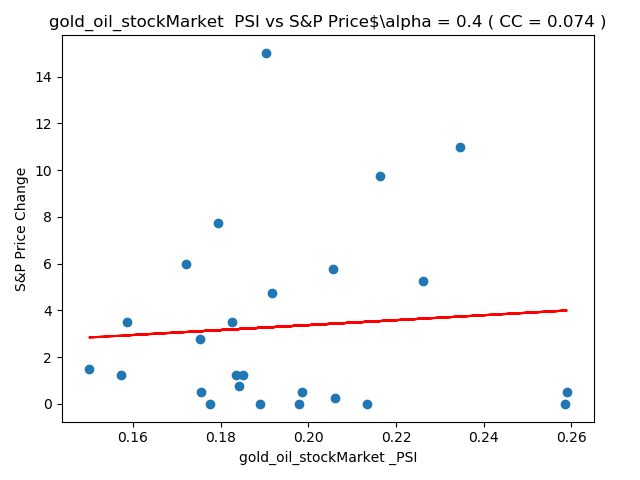 gold_oil_stockMarket  PSI vs S&P Price$\alpha = 0.4 ( CC = 0.074 )
14
12
10
8
6
4
2
0
S&P Price Change
0.16 0.18 0.20 0.22 0.24 0.26
gold_oil_stockMarket _PSI